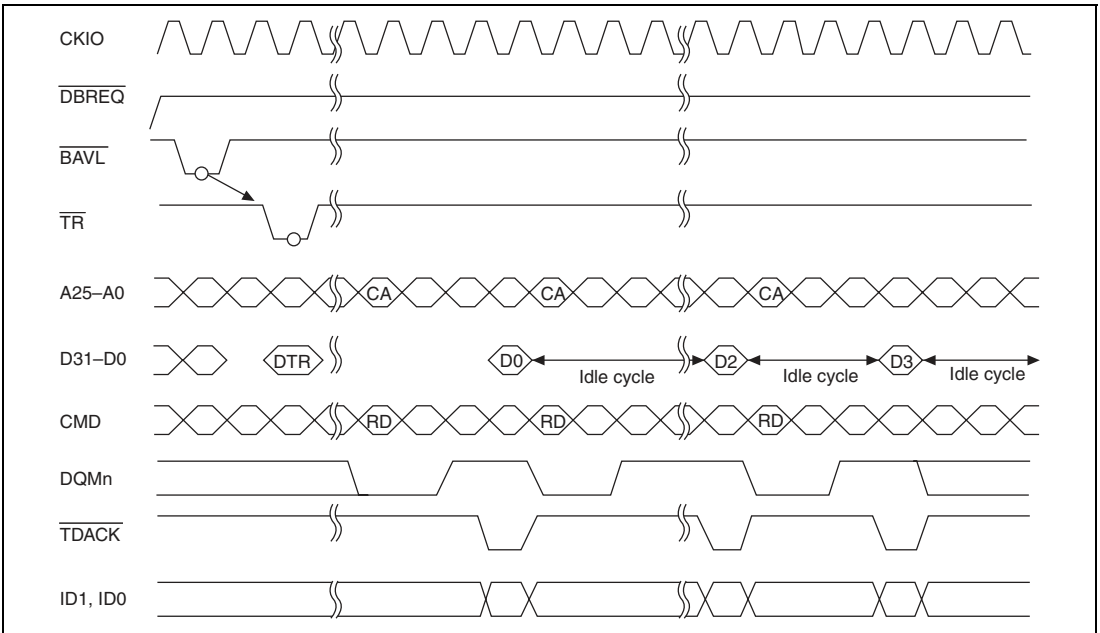 CKIO
DBREQ
BAVL
TR
A25–A0 CA CA CA
D31–D0 DTR D0 Idle cycle D2 Idle cycle D3 Idle cycle
CMD RD RD RD
DQMn
TDACK
ID1, ID0